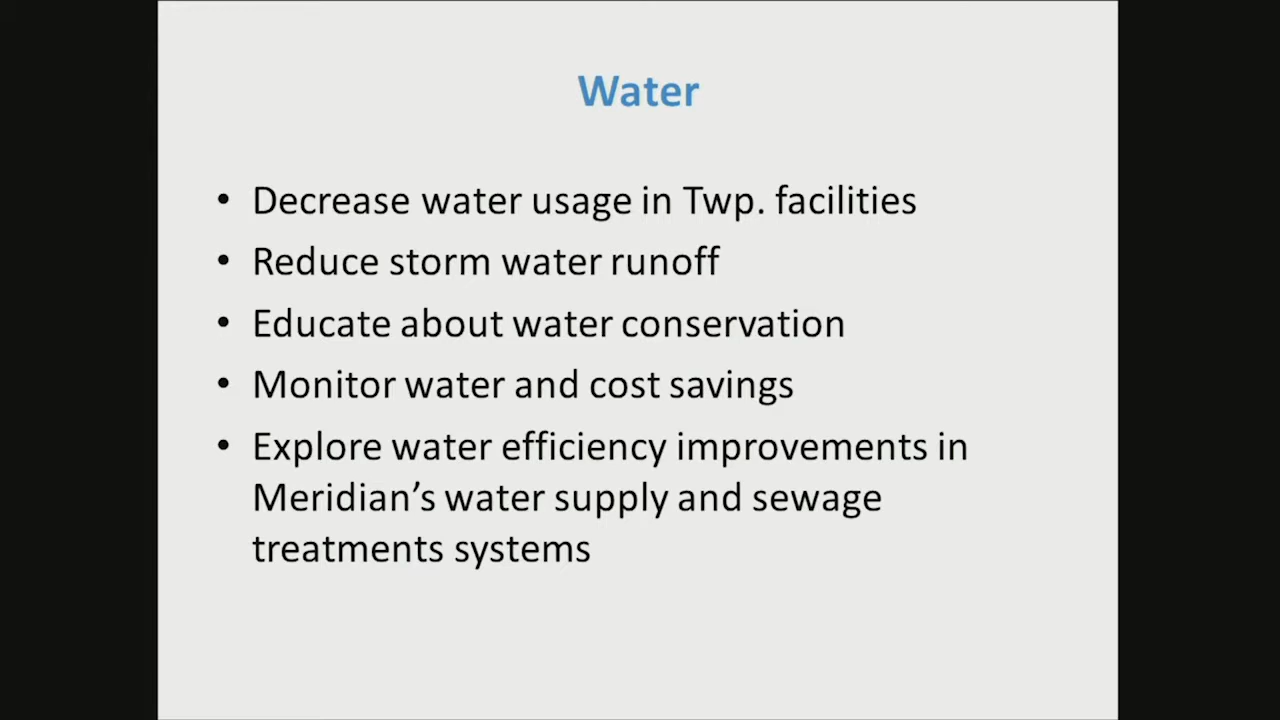 Water
• Decrease water usage in Twp. facilities
• Reduce storm water runoff
• Educate about water conservation
• Monitor water and cost savings
• Explore water efficiency improvements in
Meridian’s water supply and sewage
treatments systems